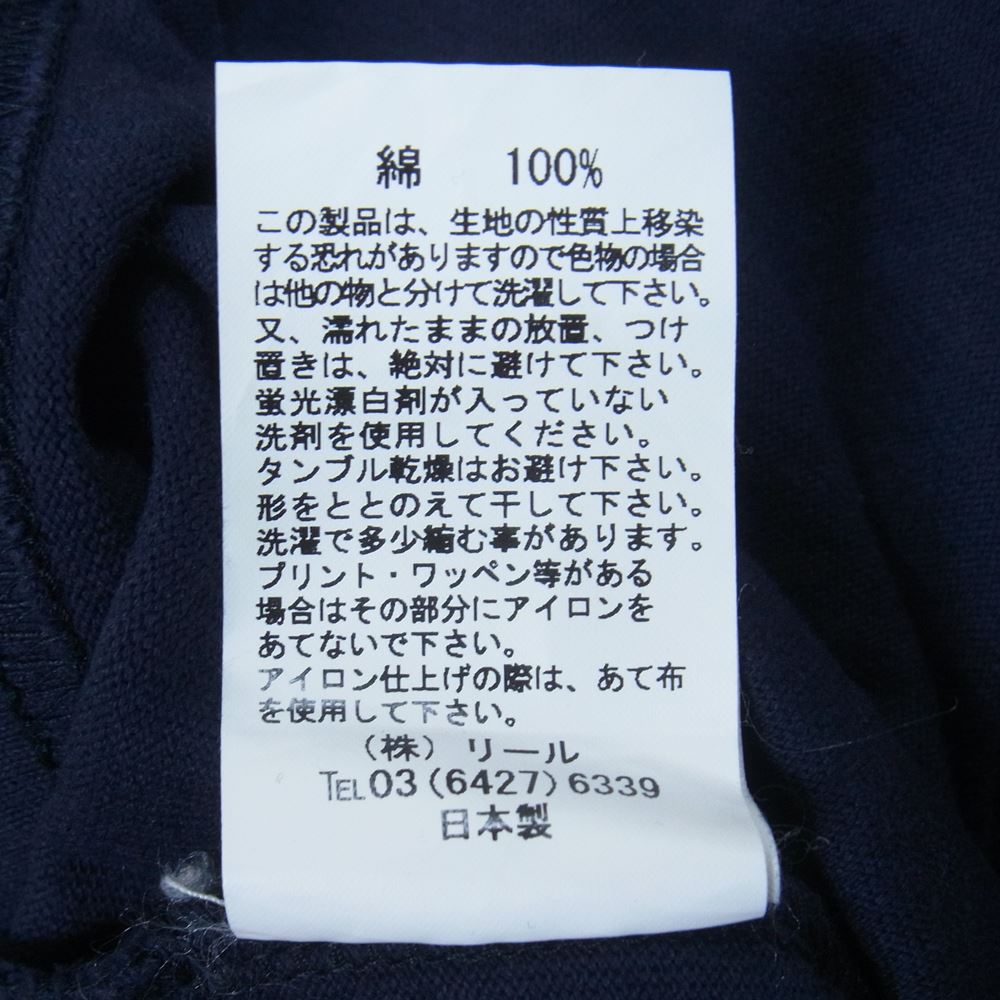 綿 100%
この製品は、生地の性質上移染
する恐れがありますので色物の場合
は他の物と分けて洗濯して下さい。
又、濡れたままの放置、つけ
置きは、絶対に避けて下さい。
蛍光漂白剤が入っていない
洗剤を使用してください。
タンブル乾燥はお避け下さい。
形をととのえて干して下さい。
洗濯で多少縮む事があります。
プリント・ワッペン等がある
場合はその部分にアイロンを
あてないで下さい。
アイロン仕上げの際は、あて布
を使用して下さい。
（株）リール
TEL03(6427)6339
日本製